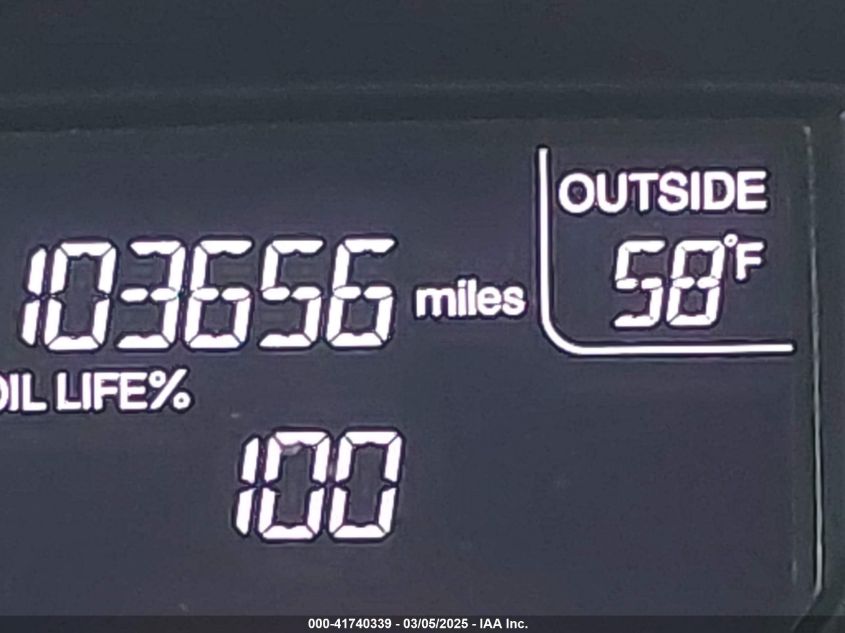 OUTSIDE
58°F
103656 miles
OIL LIFE%
100
000-41740339 - 03/05/2025 - IAA Inc.